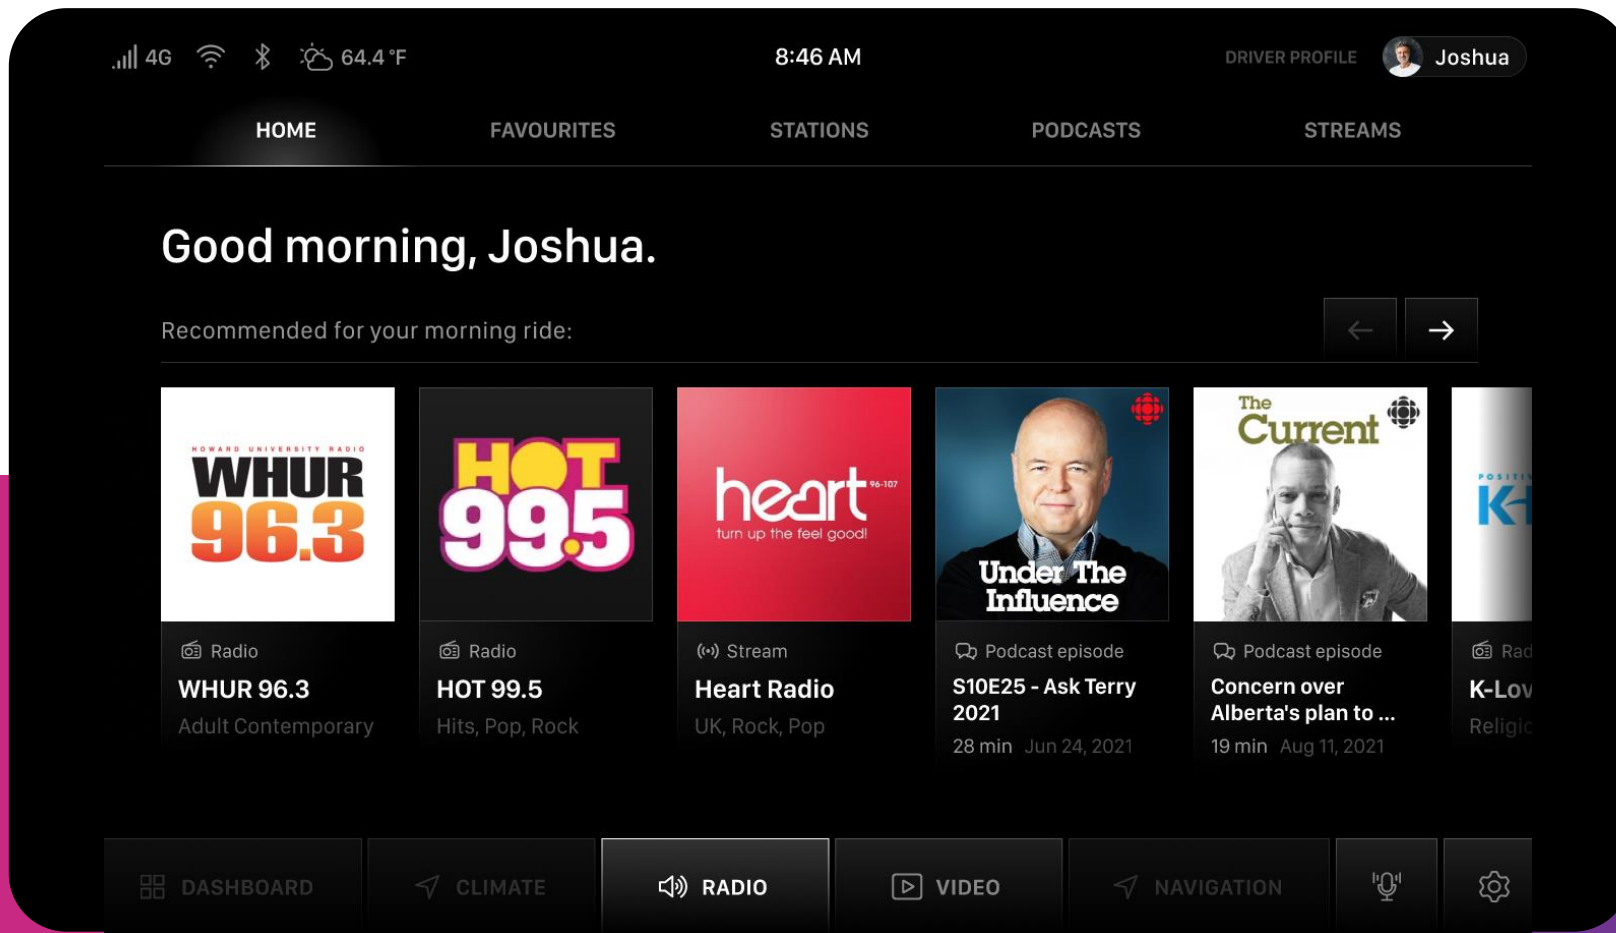 4G
64.4°F
8:46 AM
DRIVER PROFILE
Joshua
HOME
FAVOURITES
STATIONS
PODCASTS
STREAMS
Good morning, Joshua.
Recommended for your morning ride:
HOWARD UNIVERSITY RADIO
WHUR
96.3
Radio
WHUR 96.3
Adult Contemporary
HOT
99.5
Radio
HOT 99.5
Hits, Pop, Rock
heart 96-107
turn up the feel good!
Stream
Heart Radio
UK, Rock, Pop
Under The
Influence
Podcast episode
S10E25 - Ask Terry
2021
28 min Jun 24, 2021
The
Current
Podcast episode
Concern over
Alberta's plan to ...
19 min Aug 11, 2021
DASHBOARD
CLIMATE
RADIO
VIDEO
NAVIGATION